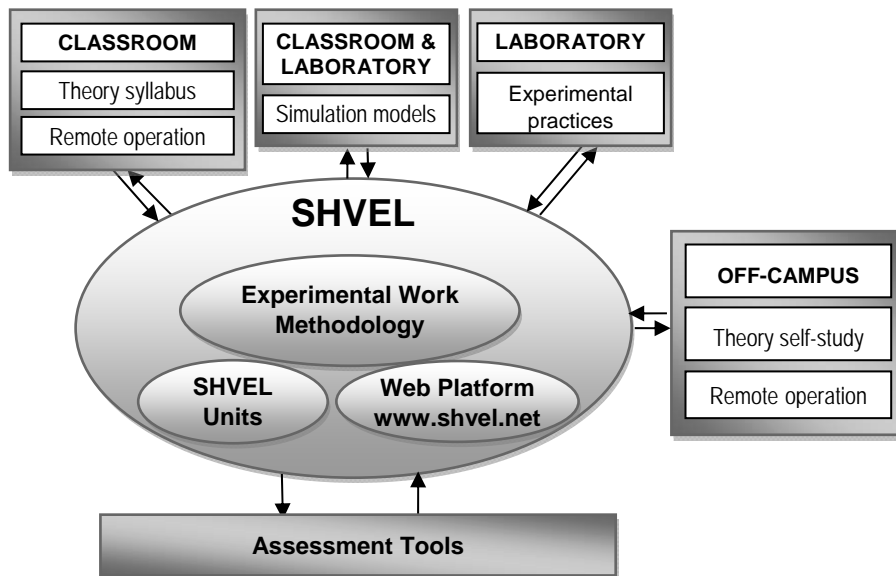 CLASSROOM
Theory syllabus
Remote operation
CLASSROOM &
LABORATORY
Simulation models
LABORATORY
Experimental
practices
SHVEL
Experimental Work
Methodology
SHVEL
Units
Web Platform
www.shvel.net
OFF-CAMPUS
Theory self-study
Remote operation
Assessment Tools